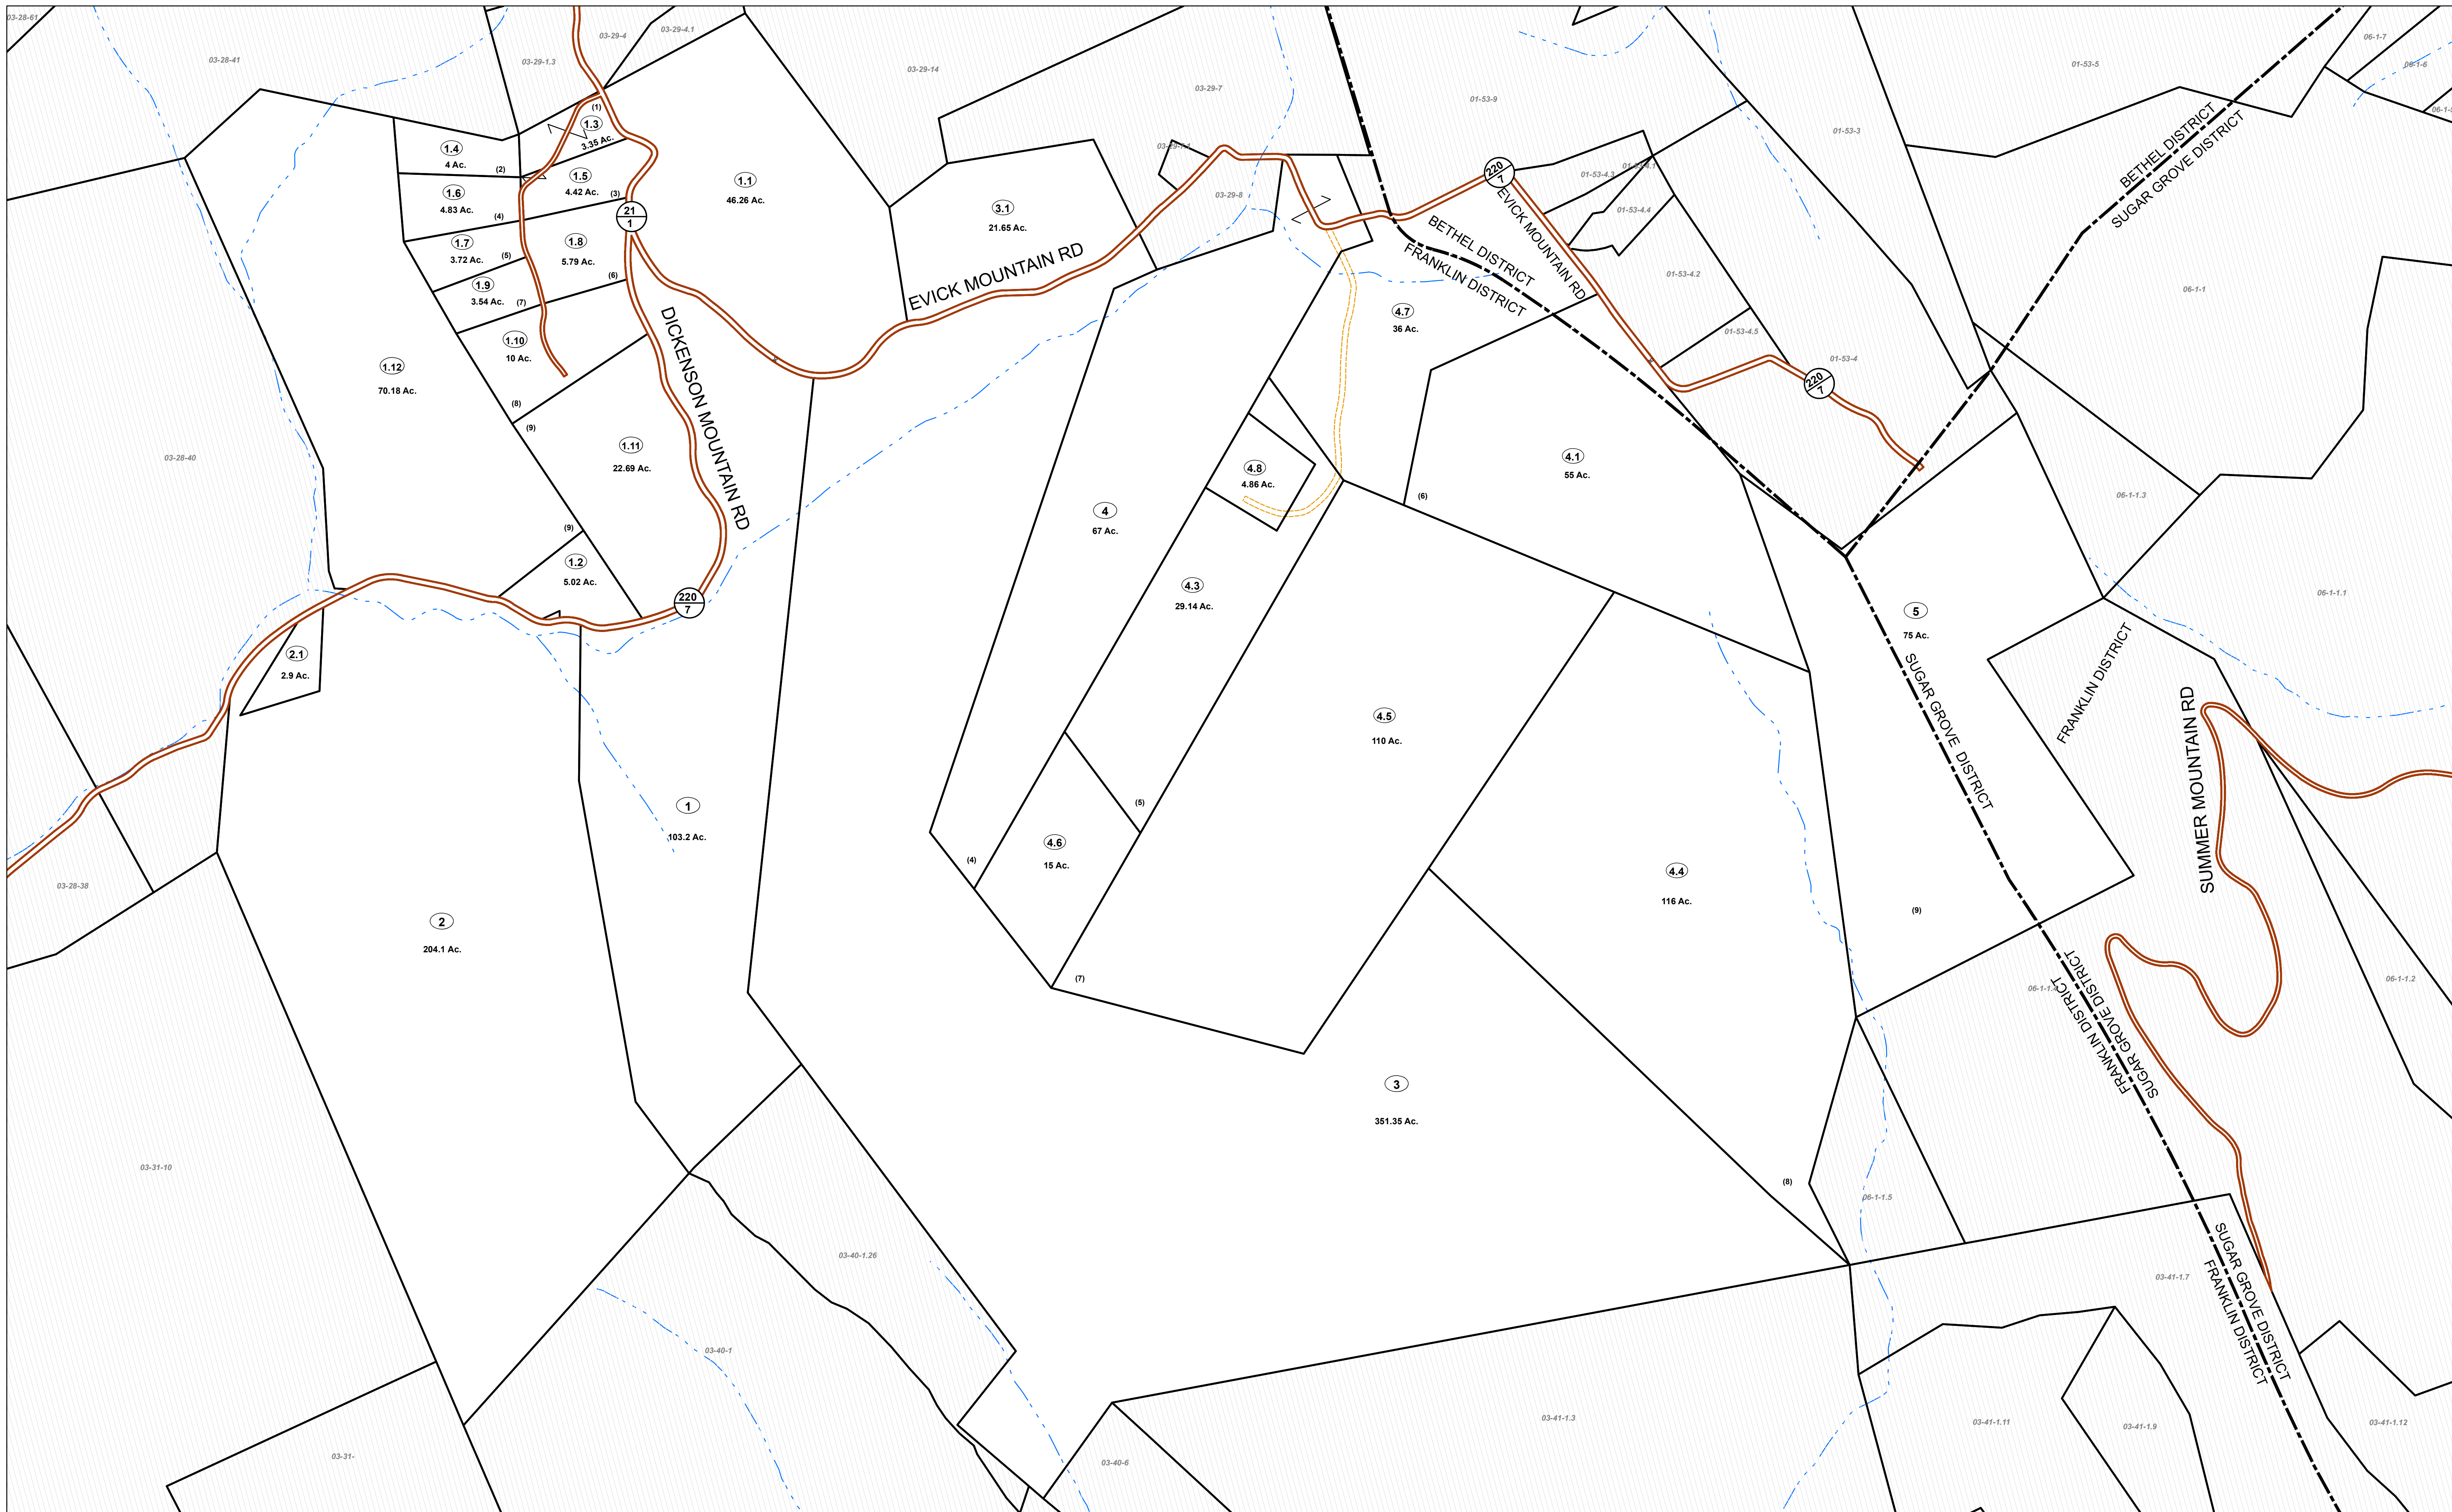 03-28-61
03-28-41
03-29-1.3
03-29-4
03-29-4.1
03-29-14
03-29-7
01-53-9
01-53-3
01-53-5
06-1-7
06-1-6
(1)
1.3
3.35 Ac.
1.4
4 Ac.
(2)
1.5
4.42 Ac.
(3)
1.6
4.83 Ac.
(4)
1.1
46.26 Ac.
21
1
1.7
3.72 Ac.
(5)
1.8
5.79 Ac.
(6)
1.9
3.54 Ac.
(7)
1.10
10 Ac.
(8)
(9)
1.12
70.18 Ac.
1.11
22.69 Ac.
(9)
1.2
5.02 Ac.
DICKENSON MOUNTAIN RD
220
7
3.1
21.65 Ac.
EVICK MOUNTAIN RD
03-29-8
220
7
EVICK MOUNTAIN RD
BETHEL DISTRICT
FRANKLIN DISTRICT
01-53-4.3
01-53-4.1
01-53-4.4
01-53-4.2
01-53-4.5
01-53-4
220
7
BETHEL DISTRICT
SUGAR GROVE DISTRICT
06-1-1
06-1-1.3
06-1-1.1
4.7
36 Ac.
4.1
55 Ac.
(6)
4.8
4.86 Ac.
4
67 Ac.
4.3
29.14 Ac.
03-28-40
2.1
2.9 Ac.
5
75 Ac.
SUGAR GROVE DISTRICT
FRANKLIN DISTRICT
SUMMER MOUNTAIN RD
4.5
110 Ac.
1
103.2 Ac.
(5)
4.6
15 Ac.
(4)
(7)
4.4
116 Ac.
(9)
03-28-38
2
204.1 Ac.
06-1-1.4
FRANKLIN DISTRICT
SUGAR GROVE DISTRICT
06-1-1.2
3
351.35 Ac.
(8)
06-1-1.5
03-31-10
03-40-1.26
03-40-1
03-31-
03-40-6
03-41-1.3
03-41-1.7
SUGAR GROVE DISTRICT
FRANKLIN DISTRICT
03-41-1.11
03-41-1.9
03-41-1.12